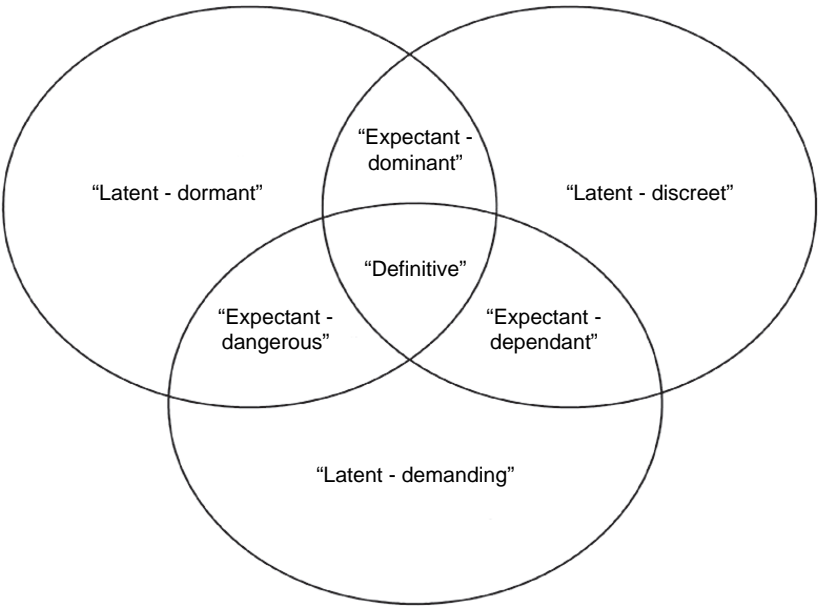 “Expectant -
dominant”
“Latent - dormant”
“Latent - discreet”
“Definitive”
“Expectant -
dangerous”
“Expectant -
dependant”
“Latent - demanding”